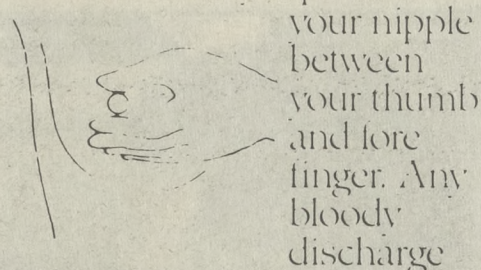 your nipple
between
your thumb
and fore
finger. Any
bloody
discharge